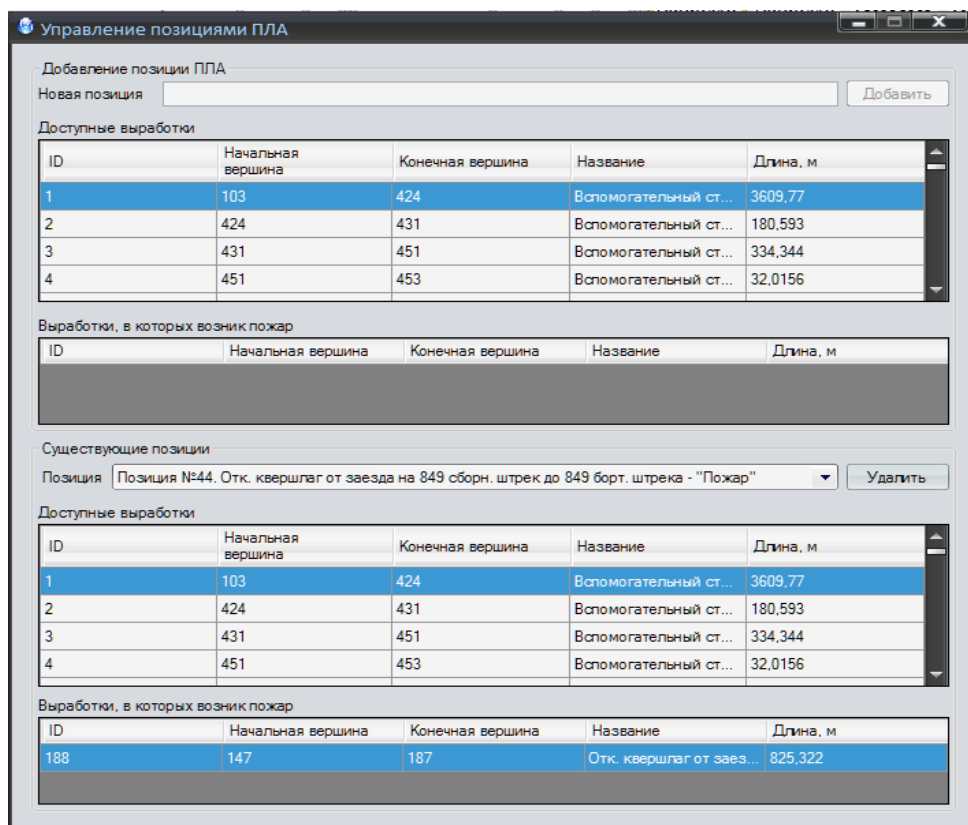 Управление позициями ПЛА
Добавление позиции ПЛА
Новая позиция Добавить
Доступные выработки
ID Начальная вершина Конечная вершина Название Длина, м
1 103 424 Вспомогательный ст... 3609,77
2 424 431 Вспомогательный ст... 180,593
3 431 451 Вспомогательный ст... 334,344
4 451 453 Вспомогательный ст... 32,0156
Выработки, в которых возник пожар
ID Начальная вершина Конечная вершина Название Длина, м
Существующие позиции
Позиция Позиция №44. Отк. квершлаг от заезда на 849 сборн. штрек до 849 борт. штрека - "Пожар" Удалить
Доступные выработки
ID Начальная вершина Конечная вершина Название Длина, м
1 103 424 Вспомогательный ст... 3609,77
2 424 431 Вспомогательный ст... 180,593
3 431 451 Вспомогательный ст... 334,344
4 451 453 Вспомогательный ст... 32,0156
Выработки, в которых возник пожар
ID Начальная вершина Конечная вершина Название Длина, м
188 147 187 Отк. квершлаг от заез... 825,322